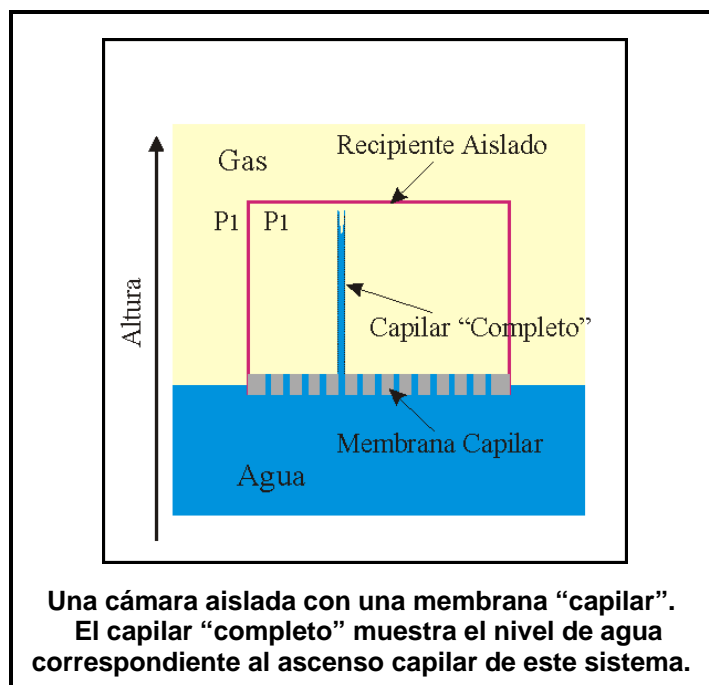 Gas
Recipiente Aislado
P1 P1
Altura
Capilar “Completo”
Membrana Capilar
Agua
Una cámara aislada con una membrana “capilar”.
El capilar “completo” muestra el nivel de agua
correspondiente al ascenso capilar de este sistema.